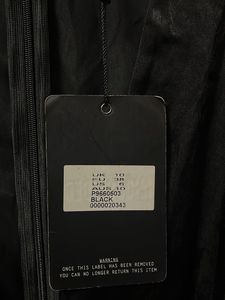 UK 10
EU 38
US 6
AUS 10
P9660603
BLACK
0000020343
WARNING
ONCE THIS LABEL HAS BEEN REMOVED
YOU CAN NO LONGER RETURN THIS ITEM